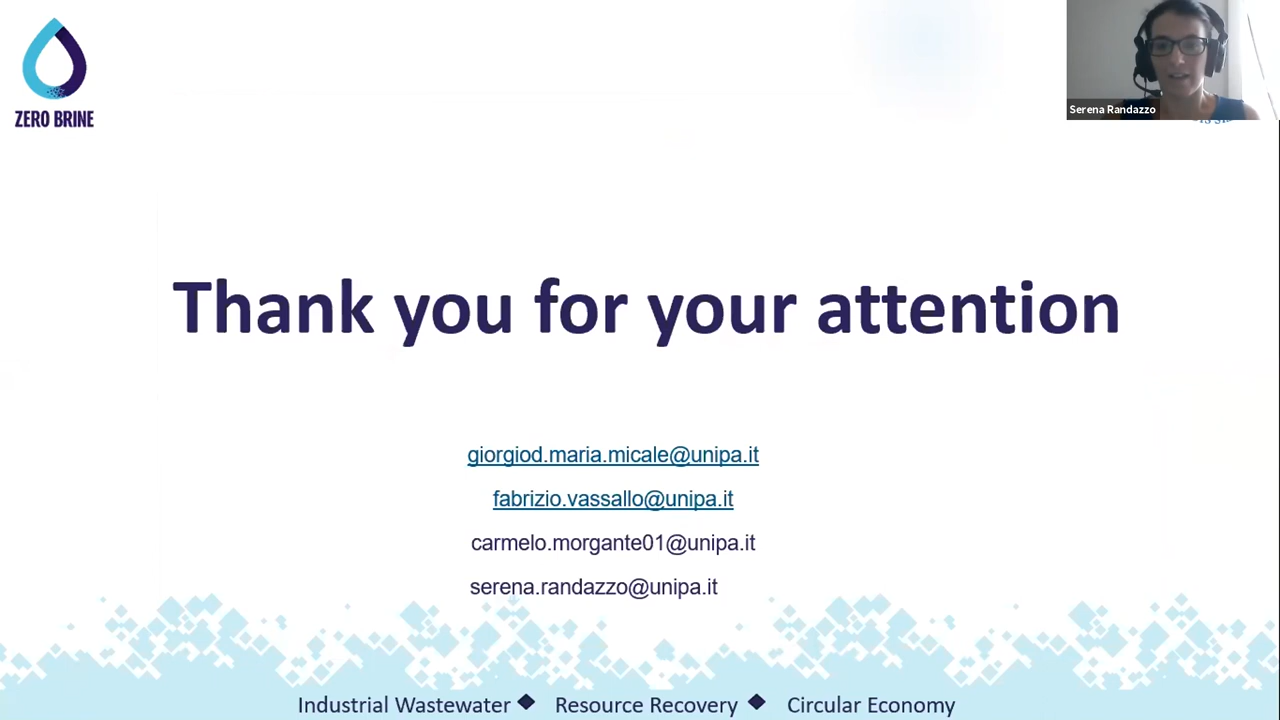 ZERO BRINE
Serena Randazzo
Thank you for your attention
giorgiod.maria.micale@unipa.it
fabrizio.vassallo@unipa.it
carmelo.morgante01@unipa.it
serena.randazzo@unipa.it
Industrial Wastewater ◆ Resource Recovery ◆ Circular Economy